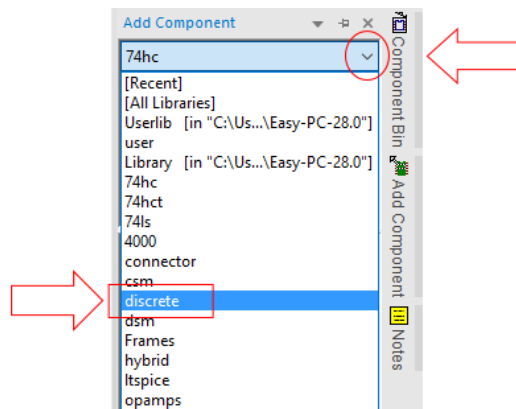 Add Component
74hc
[Recent]
[All Libraries]
Userlib [in "C:\Us...\Easy-PC-28.0"]
user
Library [in "C:\Us...\Easy-PC-28.0"]
74hc
74hct
74ls
4000
connector
csm
discrete
dsm
Frames
hybrid
ltspice
opamps
Component Bin
Add Component
Notes